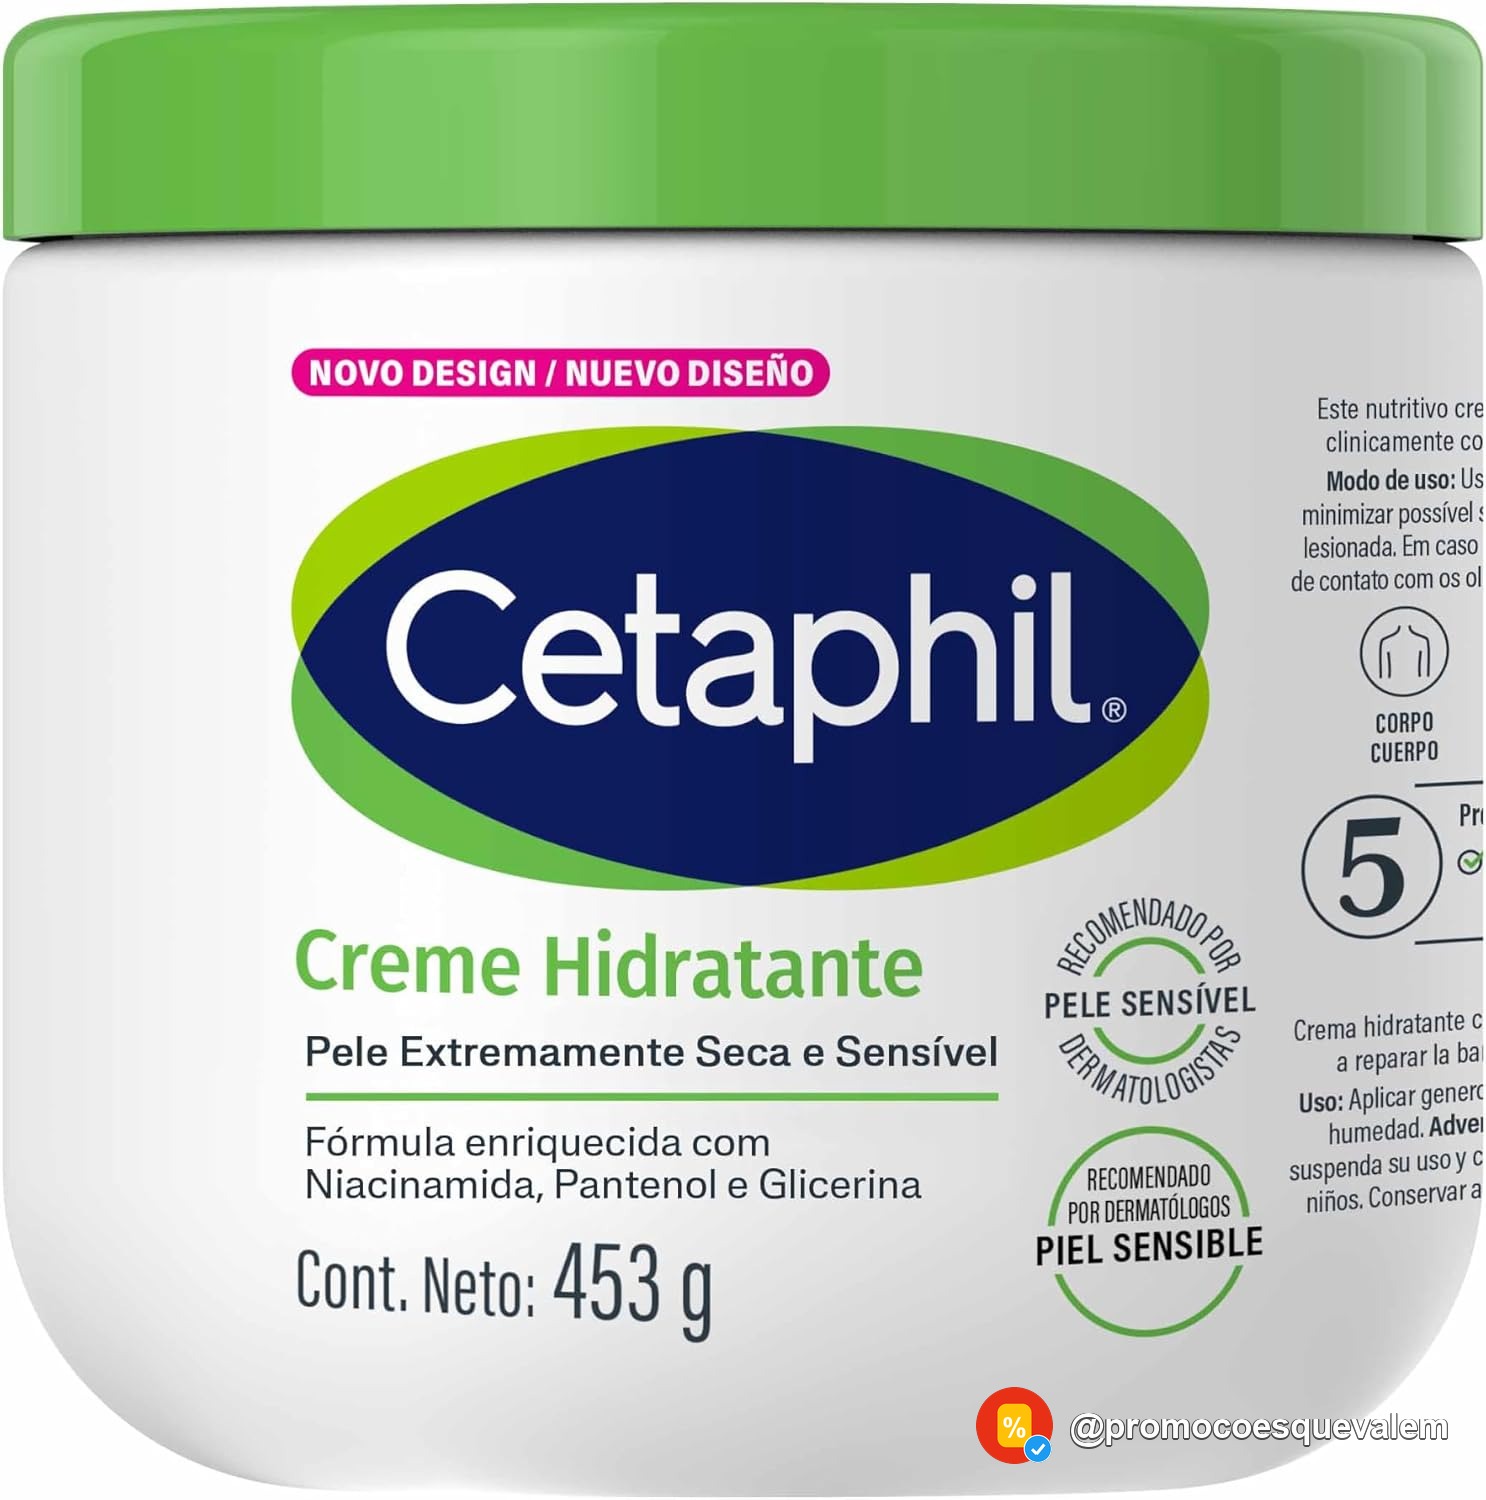 NOVO DESIGN / NUEVO DISEÑO
Cetaphil®
Creme Hidratante
Pele Extremamente Seca e Sensível
Fórmula enriquecida com
Niacinamida, Pantenol e Glicerina
Cont. Neto: 453 g
RECOMENDADO POR
PELE SENSÍVEL
DERMATOLOGISTAS
RECOMENDADO
POR DERMATÓLOGOS
PIEL SENSIBLE
Este nutritivo
clinicamente
Modo de uso:
minimizar possível
lesionada. Em caso
de contato com os
CORPO
CUERPO
5
Crema hidratante
a reparar la
Uso: Aplicar
humedad.
suspenda su uso y
niños. Conservar a
%
@promocoesquevalem